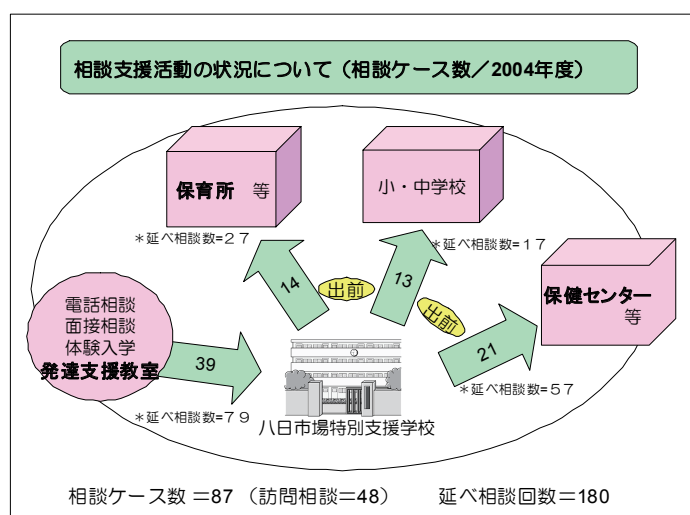 相談支援活動の状況について（相談ケース数／2004年度）
保育所　等
小・中学校
＊延べ相談数=２７
＊延べ相談数=１７
14
出前
13
出前
保健センター
等
電話相談
面接相談
体験入学
発達支援教室
39
21
＊延べ相談数=５７
＊延べ相談数=７９
八日市場特別支援学校
相談ケース数 ＝87 （訪問相談＝48）　　延べ相談回数＝180